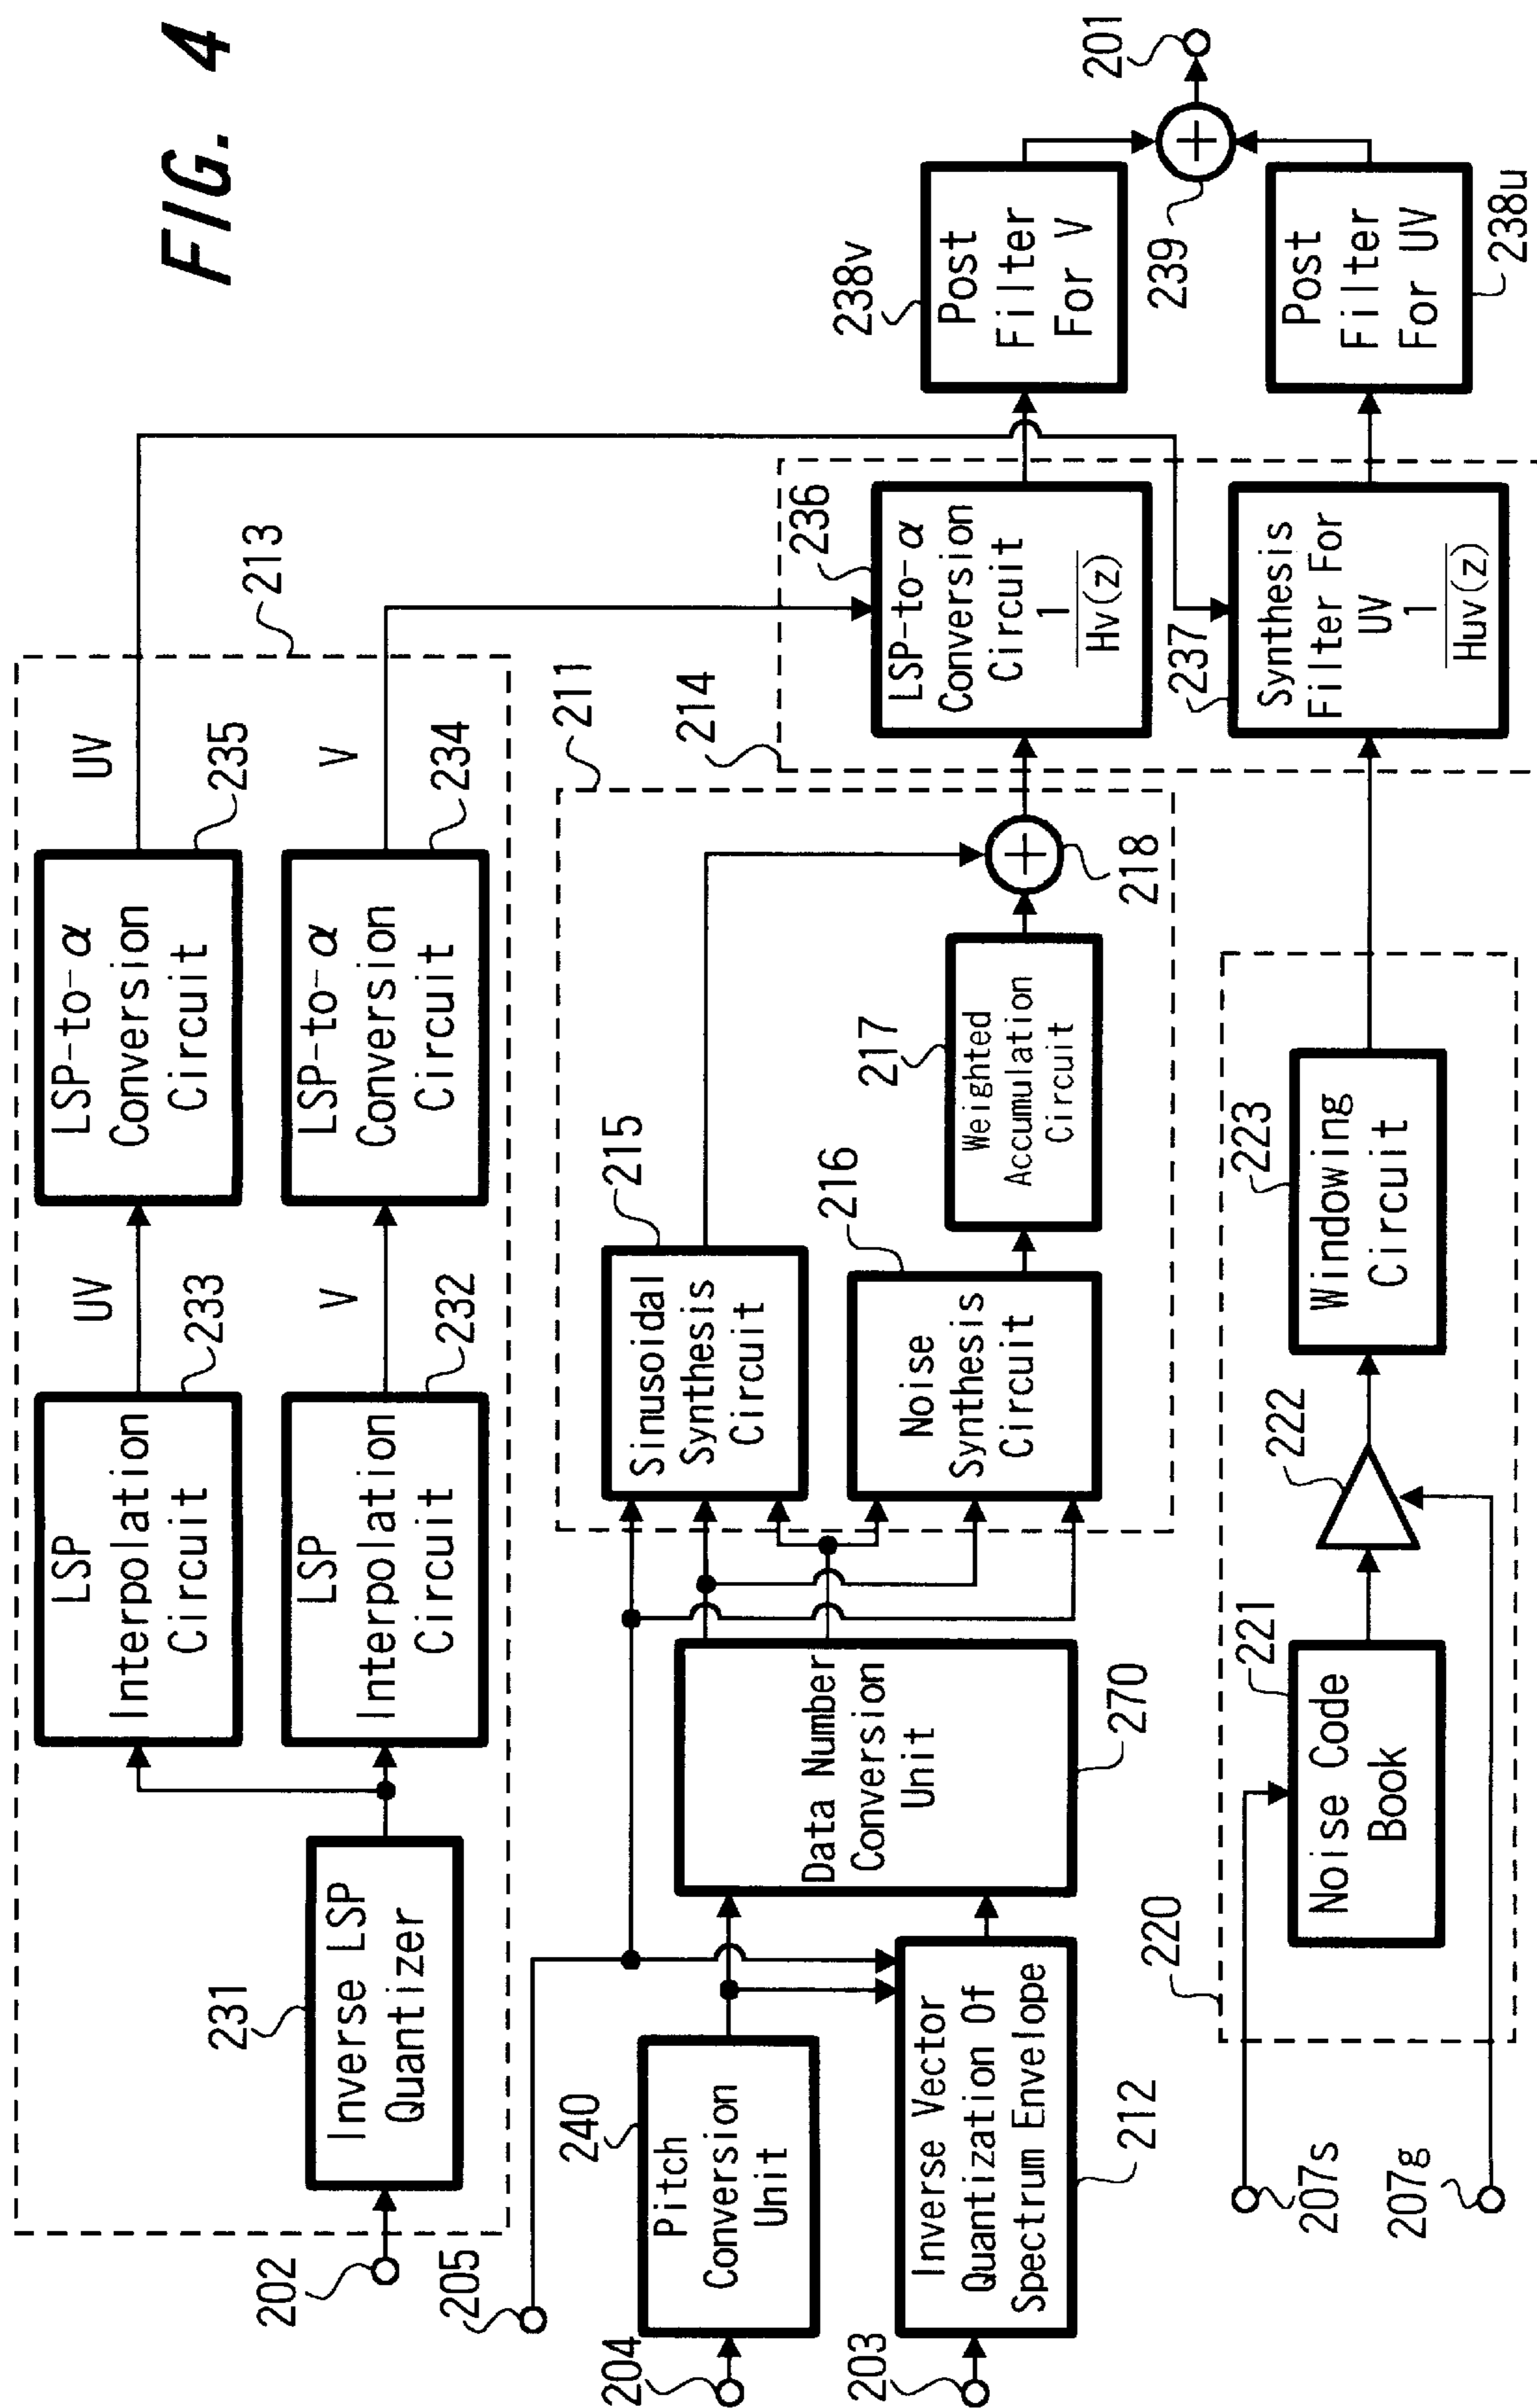 FIG. 4
213
UV
UV
V
V
LSP
Interpolation
Circuit
233
LSP-to-α
Conversion
Circuit
235
231
Inverse LSP
Quantizer
202
LSP
Interpolation
Circuit
232
LSP-to-α
Conversion
Circuit
234
205
211
204
240
Pitch
Conversion
Unit
203
Inverse Vector
Quantization Of
Spectrum Envelope
212
Data Number
Conversion
Unit
270
215
Sinusoidal
Synthesis
Circuit
216
Noise
Synthesis
Circuit
217
Weighted
Accumulation
Circuit
218
214
236
LSP-to-α
Conversion
Circuit
1
Hv(z)
237
Synthesis
Filter For
UV
1
Huv(z)
238v
Post
Filter
For V
239
201
Post
Filter
For UV
238u
220
207s
207g
221
Noise Code
Book
222
223
Windowing
Circuit